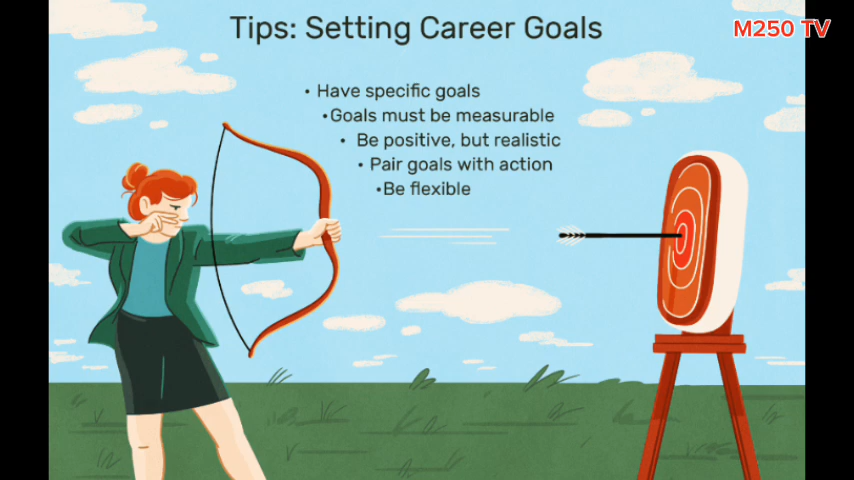 Tips: Setting Career Goals
M250 TV
• Have specific goals
•Goals must be measurable
• Be positive, but realistic
• Pair goals with action
•Be flexible